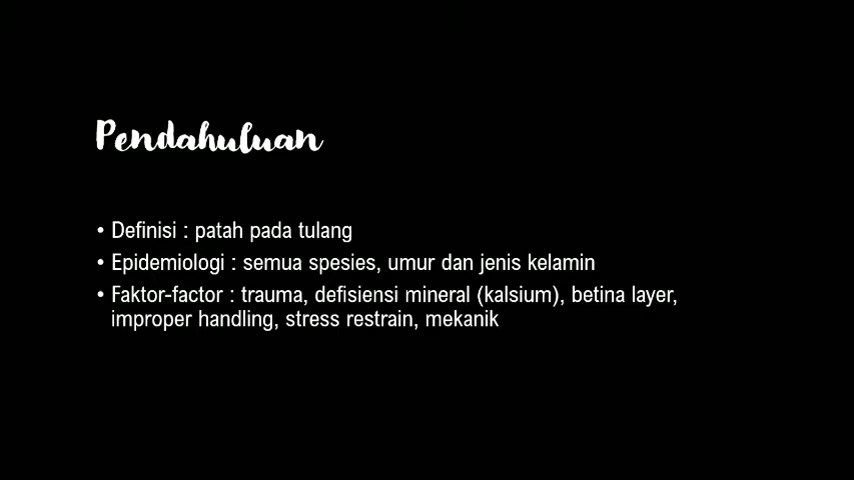 Pendahuluan
• Definisi : patah pada tulang
• Epidemiologi : semua spesies, umur dan jenis kelamin
• Faktor-factor : trauma, defisiensi mineral (kalsium), betina layer,
improper handling, stress restrain, mekanik